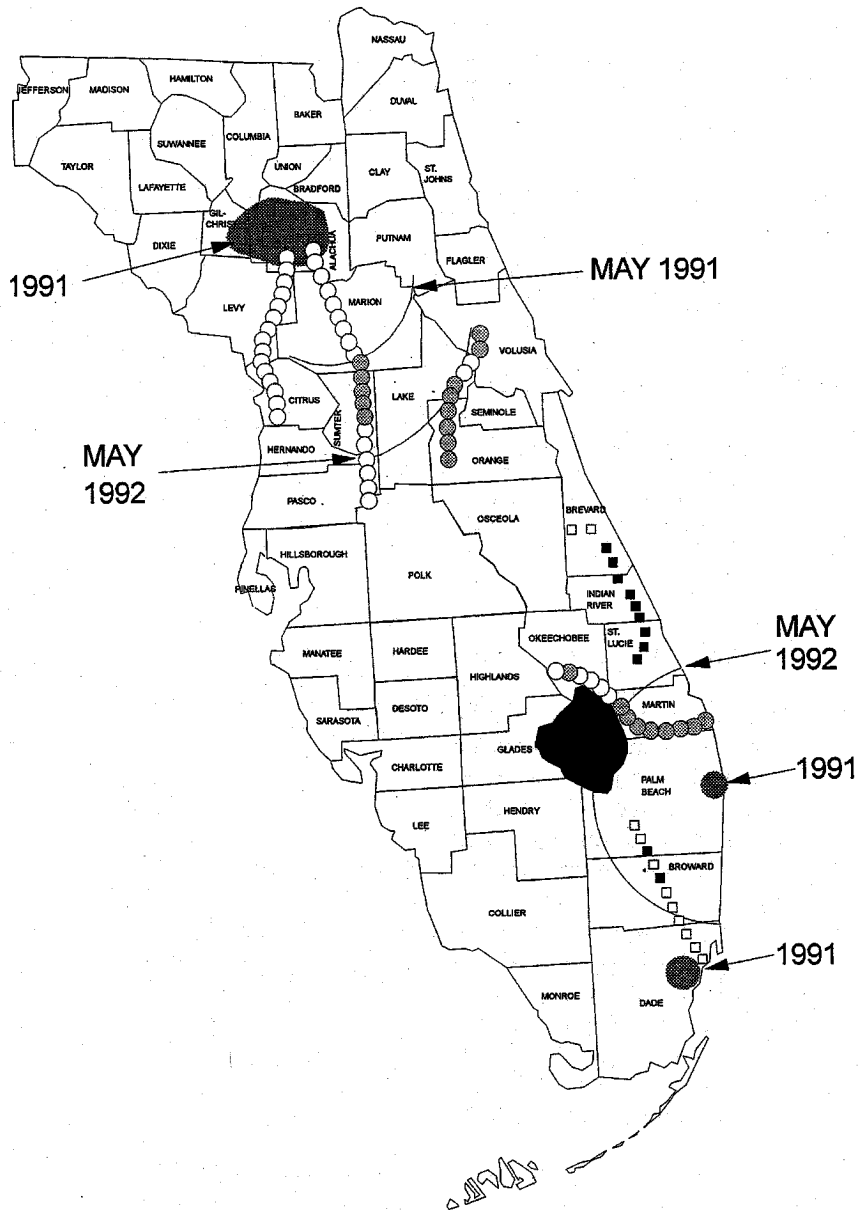 NASSAU
JEFFERSON
MADISON
HAMILTON
BAKER
DUVAL
COLUMBIA
SUWANNEE
TAYLOR
UNION
CLAY
ST.
JOHNS
LAFAYETTE
BRADFORD
GIL-
CHRIS
DIXIE
ALACHUA
PUTNAM
FLAGLER
1991
MAY 1991
LEVY
MARION
VOLUSIA
CITRUS
LAKE
SUMTER
SEMINOLE
HERNANDO
ORANGE
MAY
1992
PASCO
OSCEOLA
BREVARD
HILLSBOROUGH
PINELLAS
POLK
INDIAN
RIVER
OKEECHOBEE
ST.
LUCIE
MAY
1992
MANATEE
HARDEE
HIGHLANDS
SARASOTA
DESOTO
MARTIN
GLADES
CHARLOTTE
1991
PALM
BEACH
LEE
HENDRY
BROWARD
COLLIER
1991
MONROE
DADE